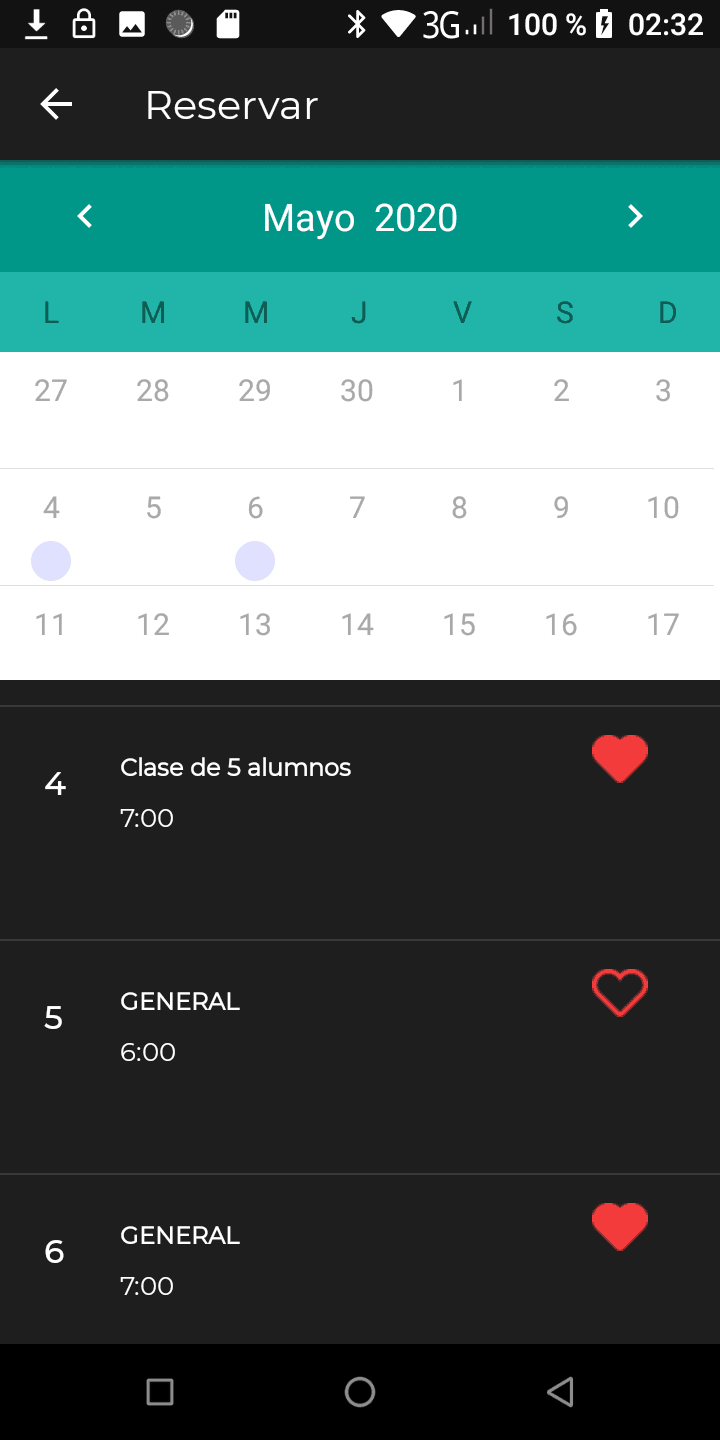 3G 100 % 02:32
Reservar
Mayo 2020
L M M J V S D
27 28 29 30 1 2 3
4 5 6 7 8 9 10
11 12 13 14 15 16 17
4
Clase de 5 alumnos
7:00
5
GENERAL
6:00
6
GENERAL
7:00